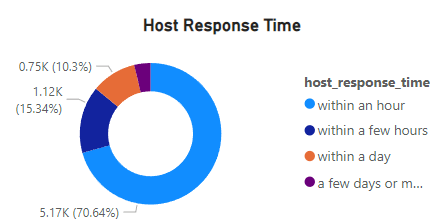 Host Response Time
0.75K (10.3%)
1.12K
(15.34%)
5.17K (70.64%)
host_response_time
within an hour
within a few hours
within a day
a few days or m...